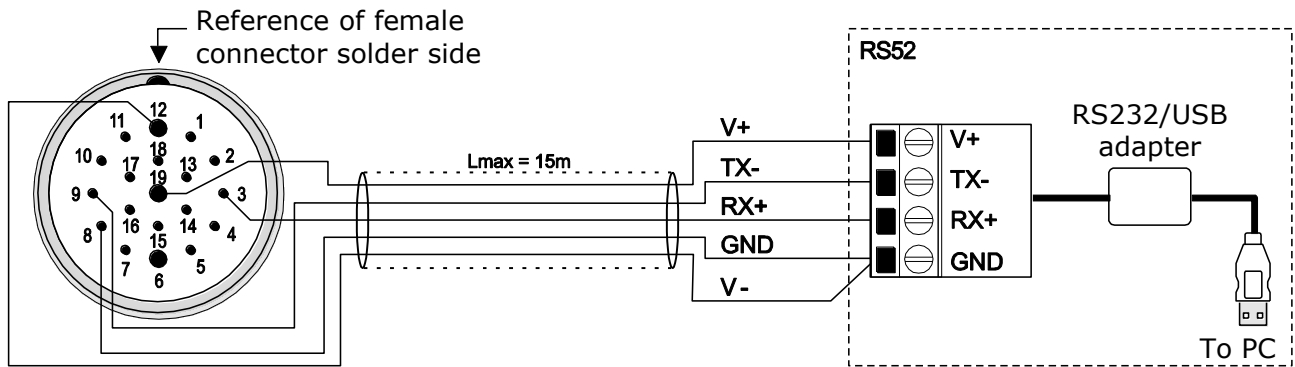 Reference of female
connector solder side
RS52
12
11
1
10
18
2
17
13
9
19
3
16
14
8
15
4
7
5
6
Lmax = 15m
V+
TX-
RX+
GND
V-
V+
TX-
RX+
GND
RS232/USB
adapter
To PC